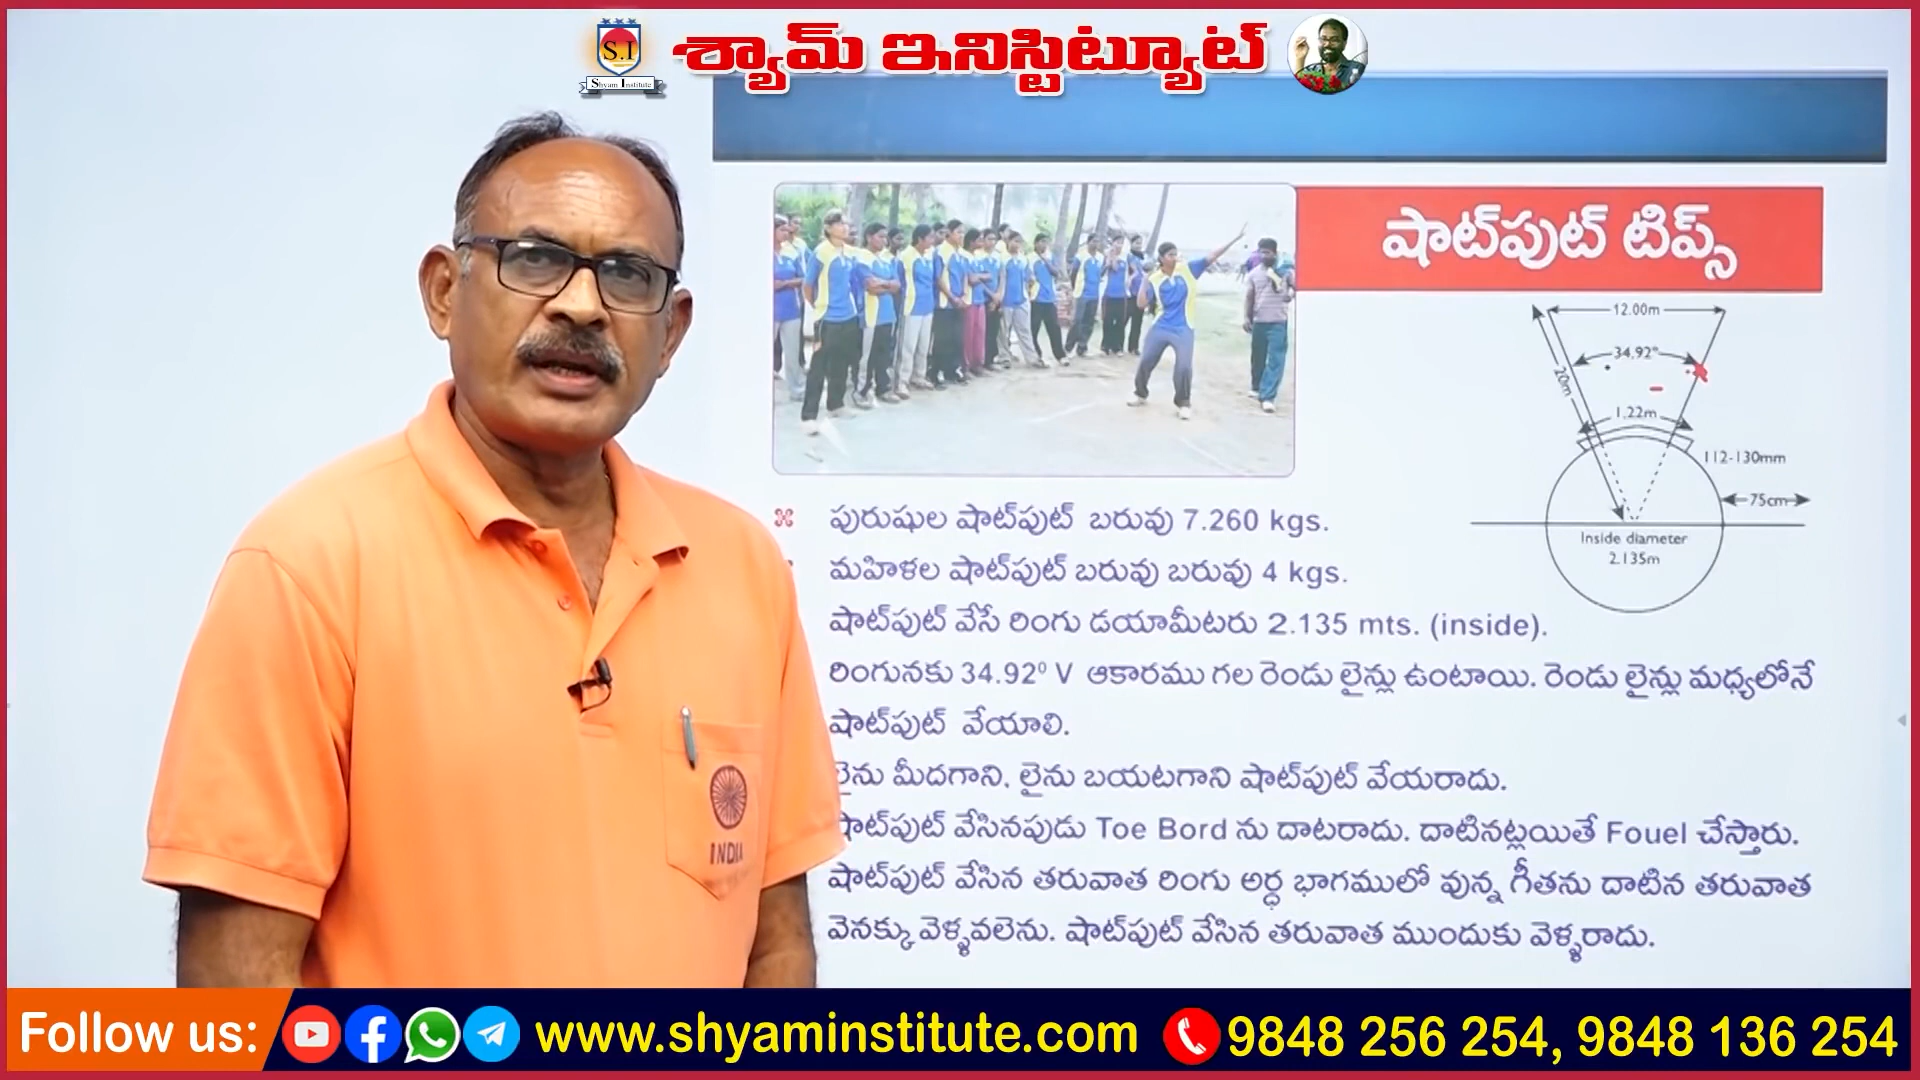 S.I
Shyam Institute
శ్యామ్ ఇనిస్టిట్యూట్
షాట్‌పుట్ టిప్స్
12.00m
34.92°
20m
1.22m
112-130mm
75cm
Inside diameter
2.135m
పురుషుల షాట్‌పుట్ బరువు 7.260 kgs.
మహిళల షాట్‌పుట్ బరువు బరువు 4 kgs.
షాట్‌పుట్ వేసే రింగు డయామీటరు 2.135 mts. (inside).
రింగునకు 34.92⁰ V ఆకారము గల రెండు లైన్లు ఉంటాయి. రెండు లైన్లు మధ్యలోనే
షాట్‌పుట్ వేయాలి.
లైను మీదగాని, లైను బయటగాని షాట్‌పుట్ వేయరాదు.
షాట్‌పుట్ వేసినపుడు Toe Bord ను దాటరాదు. దాటినట్లయితే Fouel చేస్తారు.
షాట్‌పుట్ వేసిన తరువాత రింగు అర్ధ భాగములో వున్న గీతను దాటిన తరువాత
వెనక్కు వెళ్ళవలెను. షాట్‌పుట్ వేసిన తరువాత ముందుకు వెళ్ళరాదు.
INDIA
Follow us:
www.shyaminstitute.com
9848 256 254, 9848 136 254